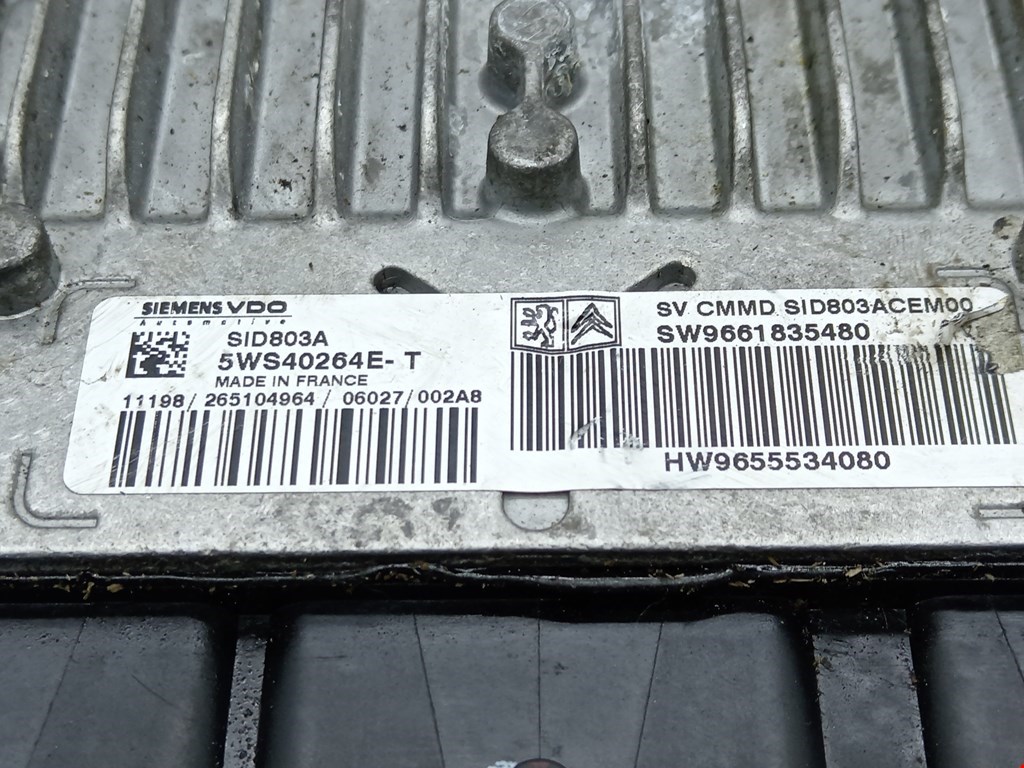 SIEMENS VDO
Automotive
SID803A
5WS40264E- T
MADE IN FRANCE
11198/ 265104964 / 06027/ 002A8
SV CMMD SID803ACEM00
SW9661835480
HW9655534080